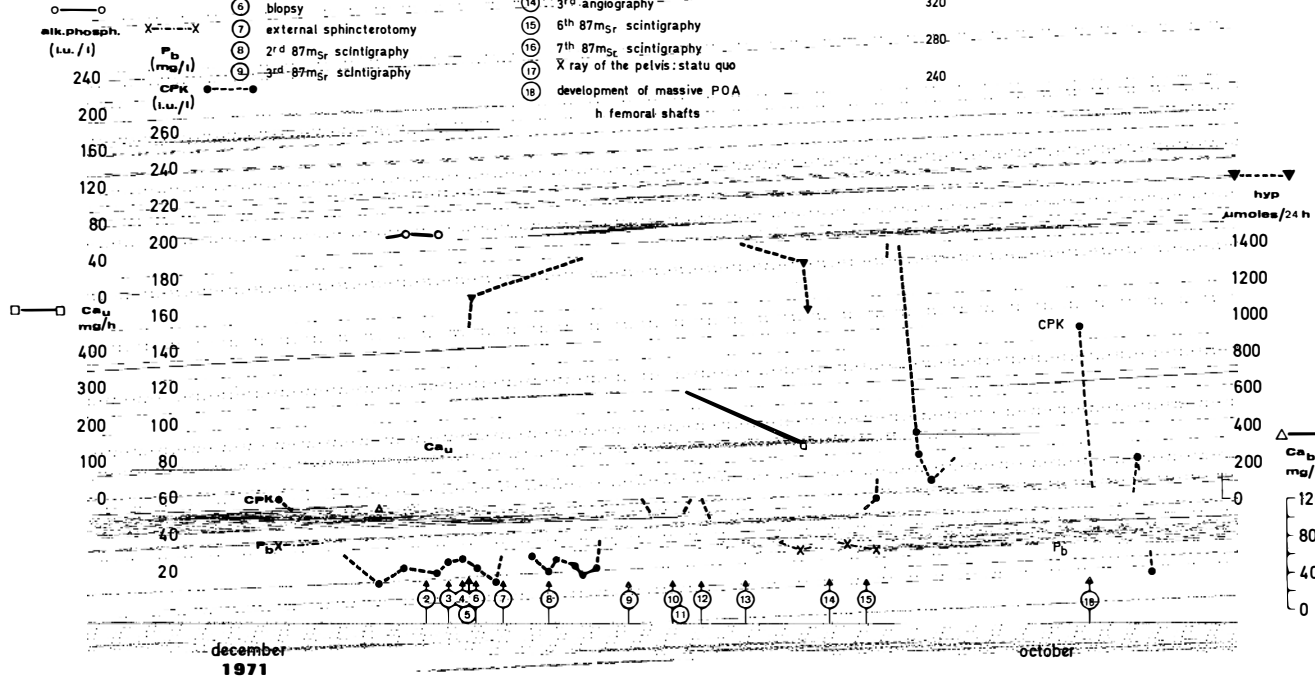 alk.phosph.
(i.u./l)
P_b
(mg/l)
CPK
(i.u./l)
⑥ biopsy
⑦ external sphincterotomy
⑧ 2rd 87mSr scintigraphy
⑨ 3rd 87mSr scintigraphy
⑭ 3rd angiography
⑮ 6th 87mSr scintigraphy
⑯ 7th 87mSr scintigraphy
⑰ X ray of the pelvis: statu quo
⑱ development of massive POA
h femoral shafts
320
280
240
240
200
160
120
80
40
0
260
240
220
200
180
160
140
120
100
80
60
40
20
Ca_u
mg/h
400
300
200
100
0
hyp
µmoles/24 h
1400
1200
1000
800
600
400
200
0
Ca_b
mg/
12
80
40
0
Ca_u
CPK
P_b
CPK
P_b
② ③ ④ ⑤ ⑥ ⑦ ⑧ ⑨ ⑩ ⑪ ⑫ ⑬ ⑭ ⑮ ⑱
december
1971
october